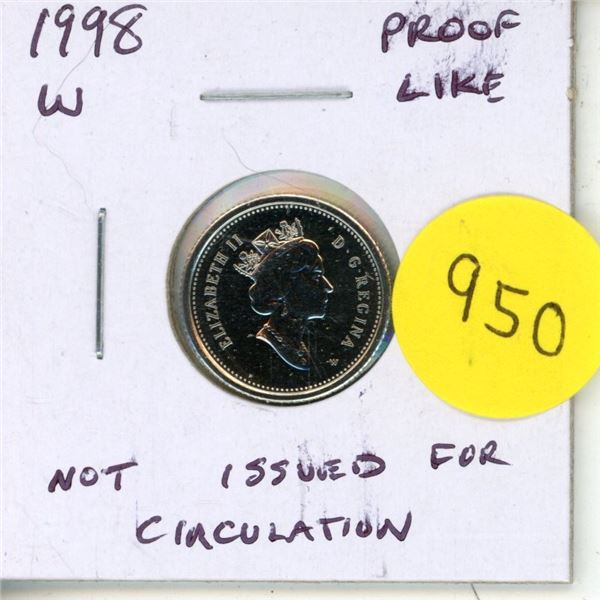 1998
W
PROOF
LIKE
ELIZABETH II D·G·REGINA
950
NOT ISSUED FOR
CIRCULATION